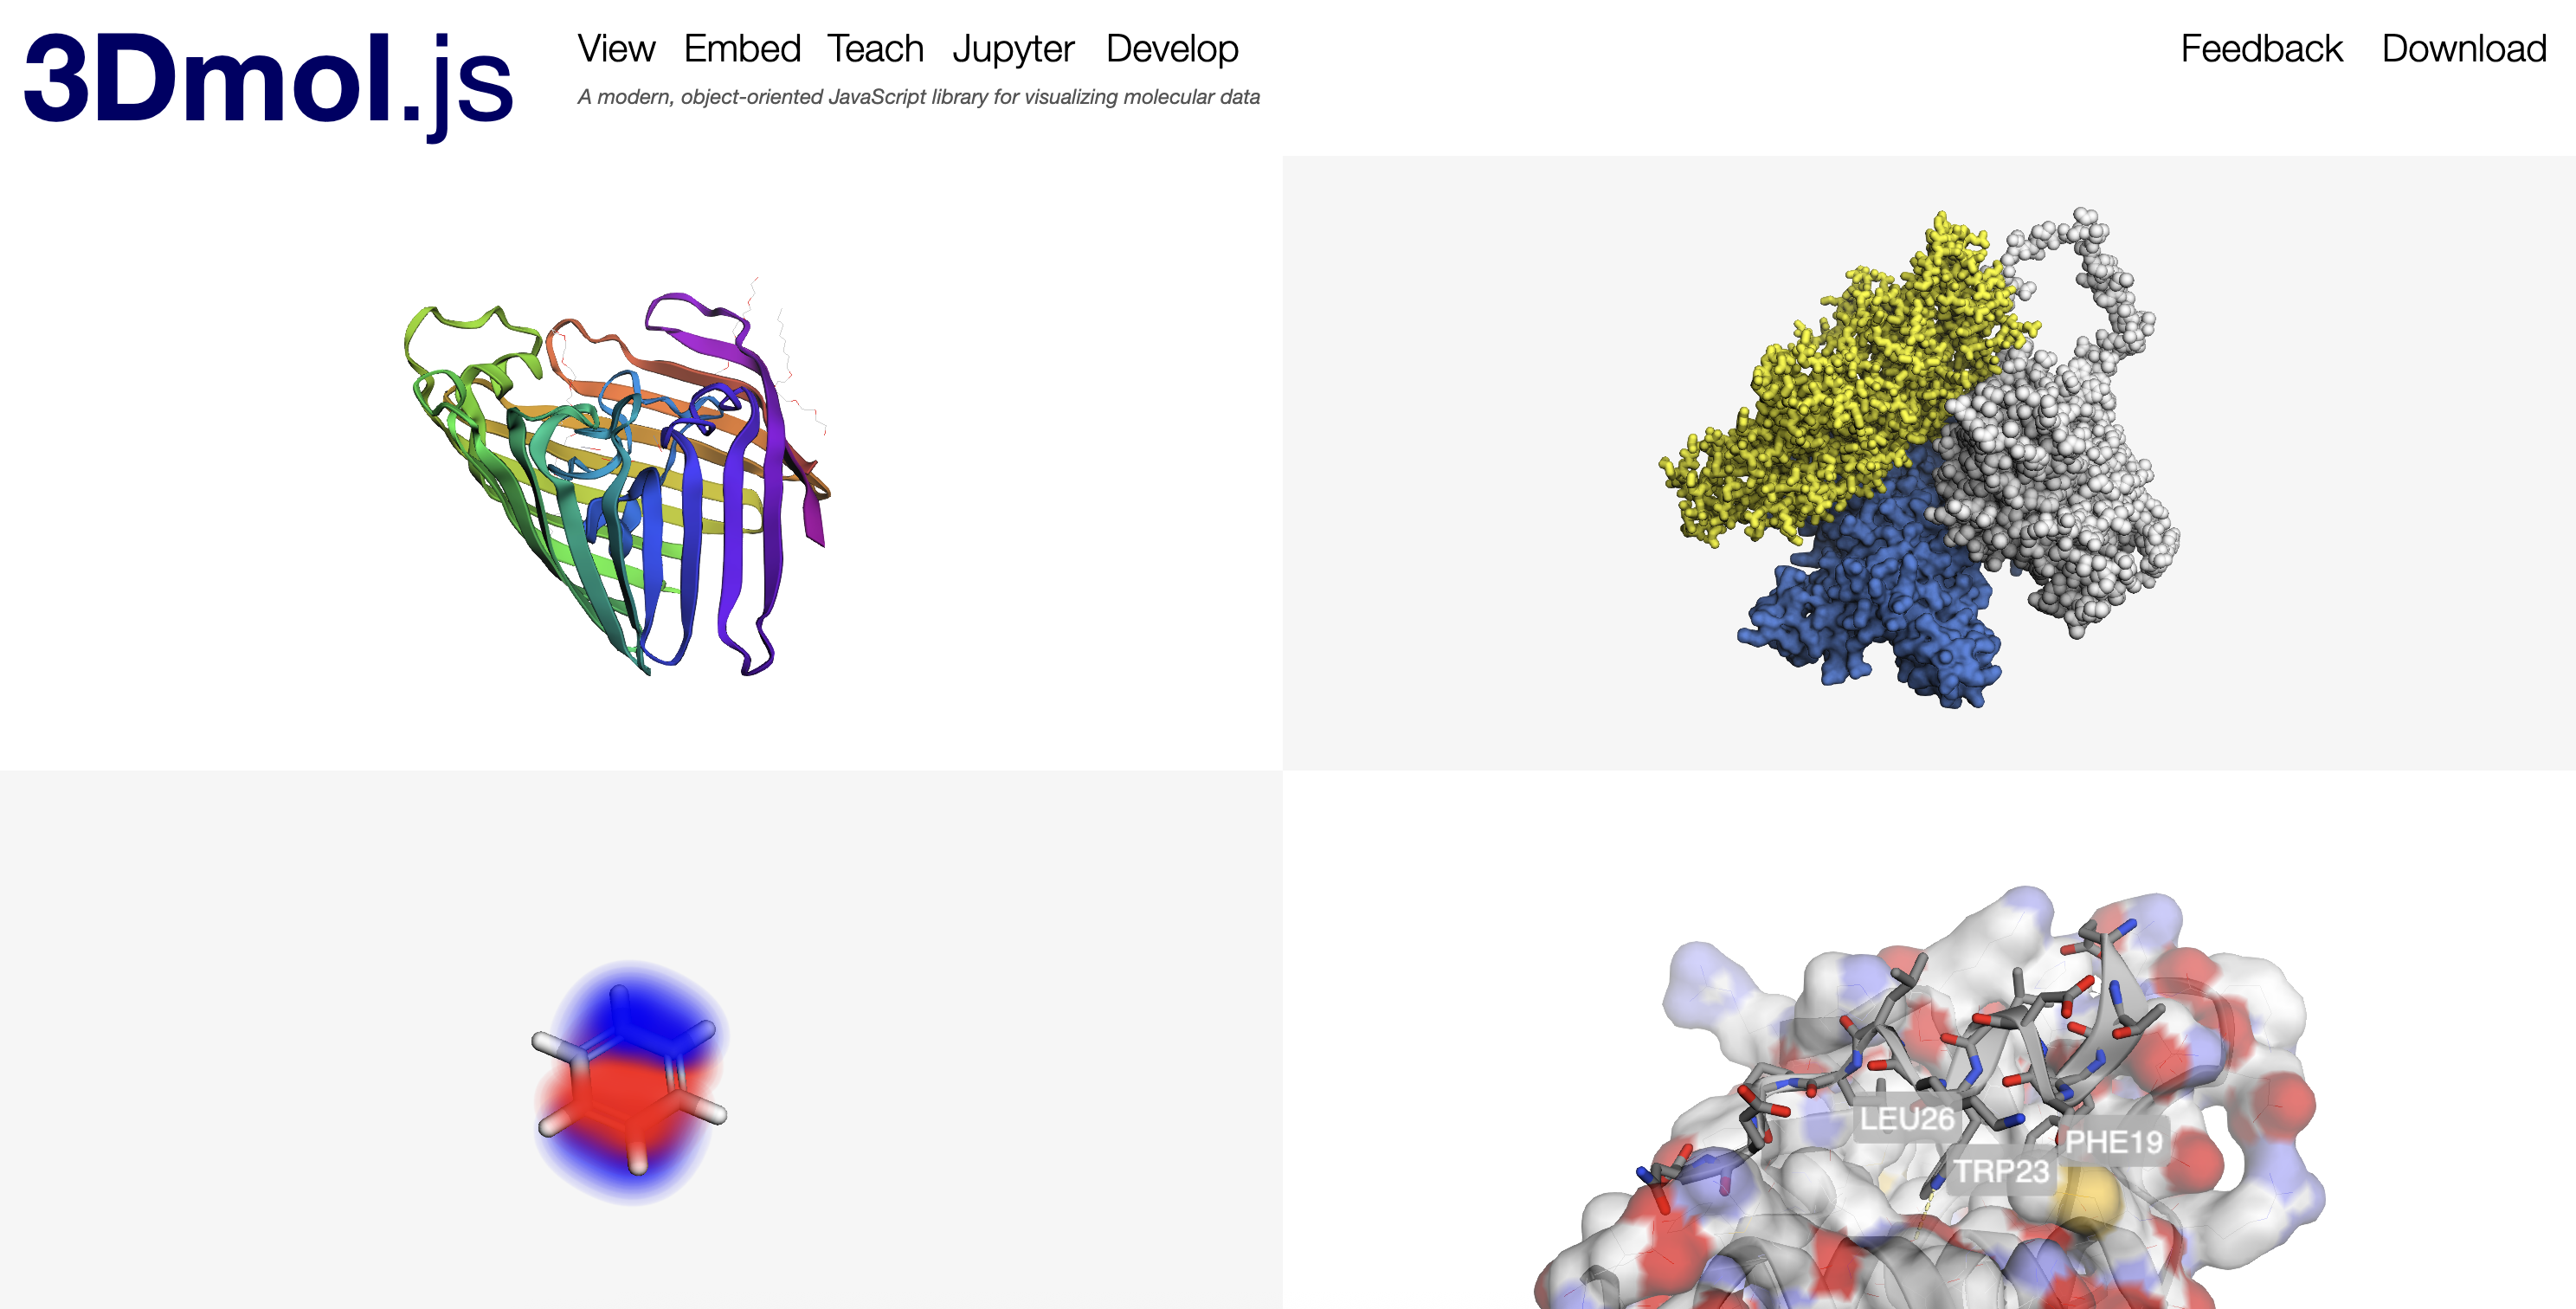 3Dmol.js
View Embed Teach Jupyter Develop
Feedback Download
A modern, object-oriented JavaScript library for visualizing molecular data
LEU26
PHE19
TRP23